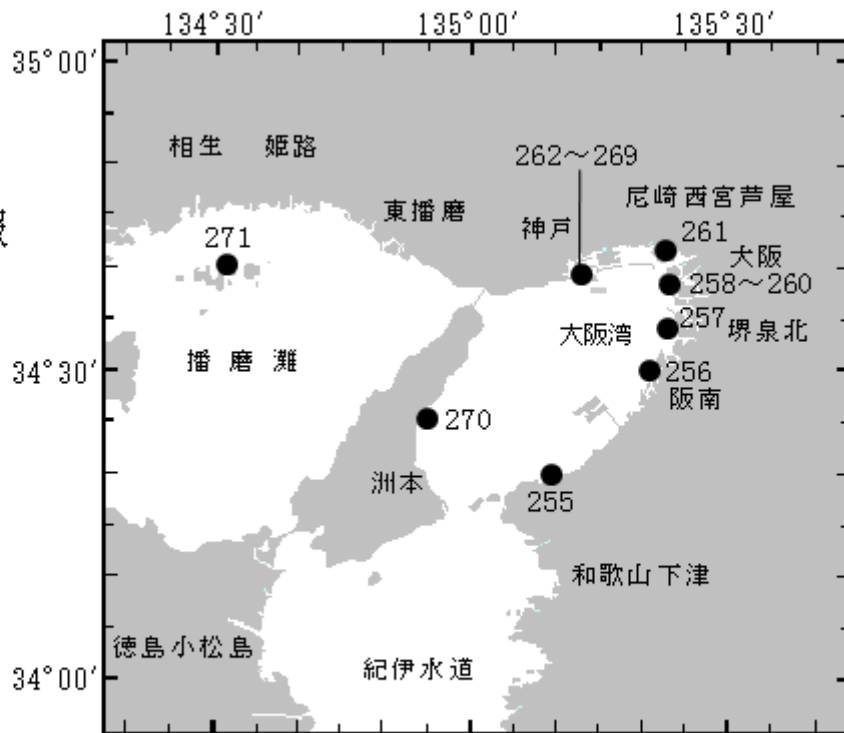 134°30′ 135°00′ 135°30′
35°00′
相生 姫路
262～269
尼崎西宮芦屋
東播磨
神戸
271
261
大阪
258～260
257
堺泉北
大阪湾
播磨灘
34°30′
256
阪南
270
洲本
255
和歌山下津
徳島小松島
紀伊水道
34°00′